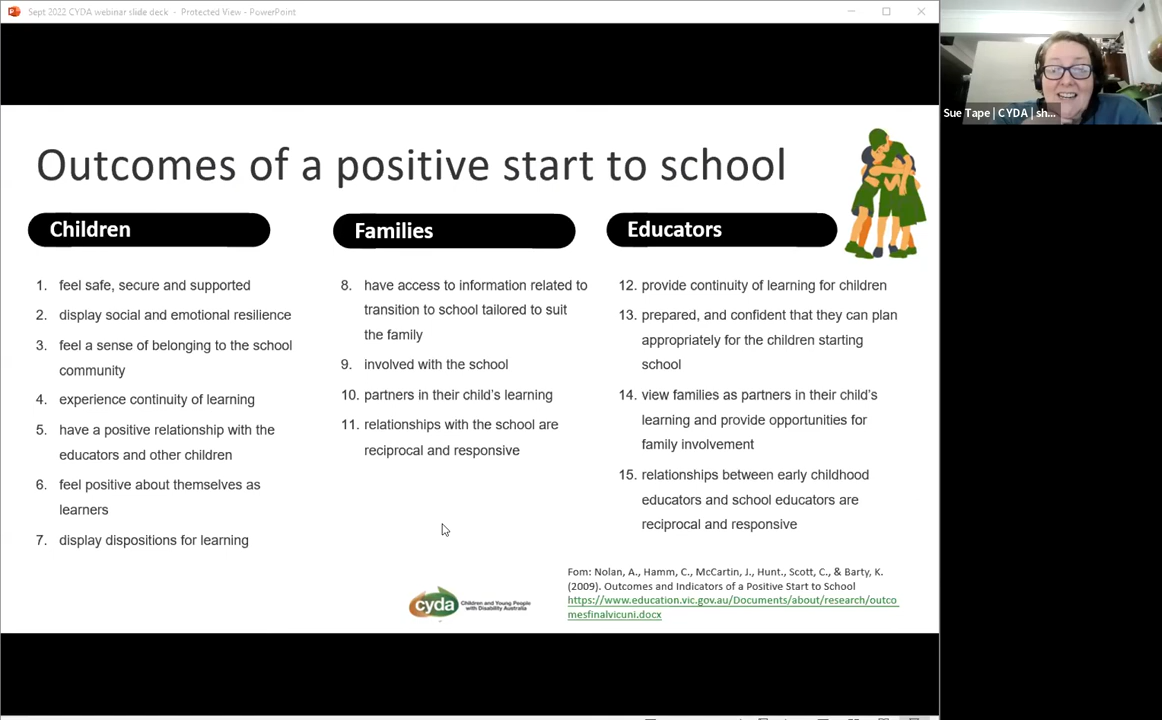 Sept 2022 CYDA webinar slide deck - Protected View - PowerPoint
Sue Tape | CYDA | sh...
Outcomes of a positive start to school
Children
1. feel safe, secure and supported
2. display social and emotional resilience
3. feel a sense of belonging to the school
community
4. experience continuity of learning
5. have a positive relationship with the
educators and other children
6. feel positive about themselves as
learners
7. display dispositions for learning
Families
8. have access to information related to
transition to school tailored to suit
the family
9. involved with the school
10. partners in their child's learning
11. relationships with the school are
reciprocal and responsive
Educators
12. provide continuity of learning for children
13. prepared, and confident that they can plan
appropriately for the children starting
school
14. view families as partners in their child's
learning and provide opportunities for
family involvement
15. relationships between early childhood
educators and school educators are
reciprocal and responsive
Fom: Nolan, A., Hamm, C., McCartin, J., Hunt., Scott, C., & Barty, K.
(2009). Outcomes and Indicators of a Positive Start to School
https://www.education.vic.gov.au/Documents/about/research/outco
mesfinalvicuni.docx
cyda
Children and Young People
with Disability Australia